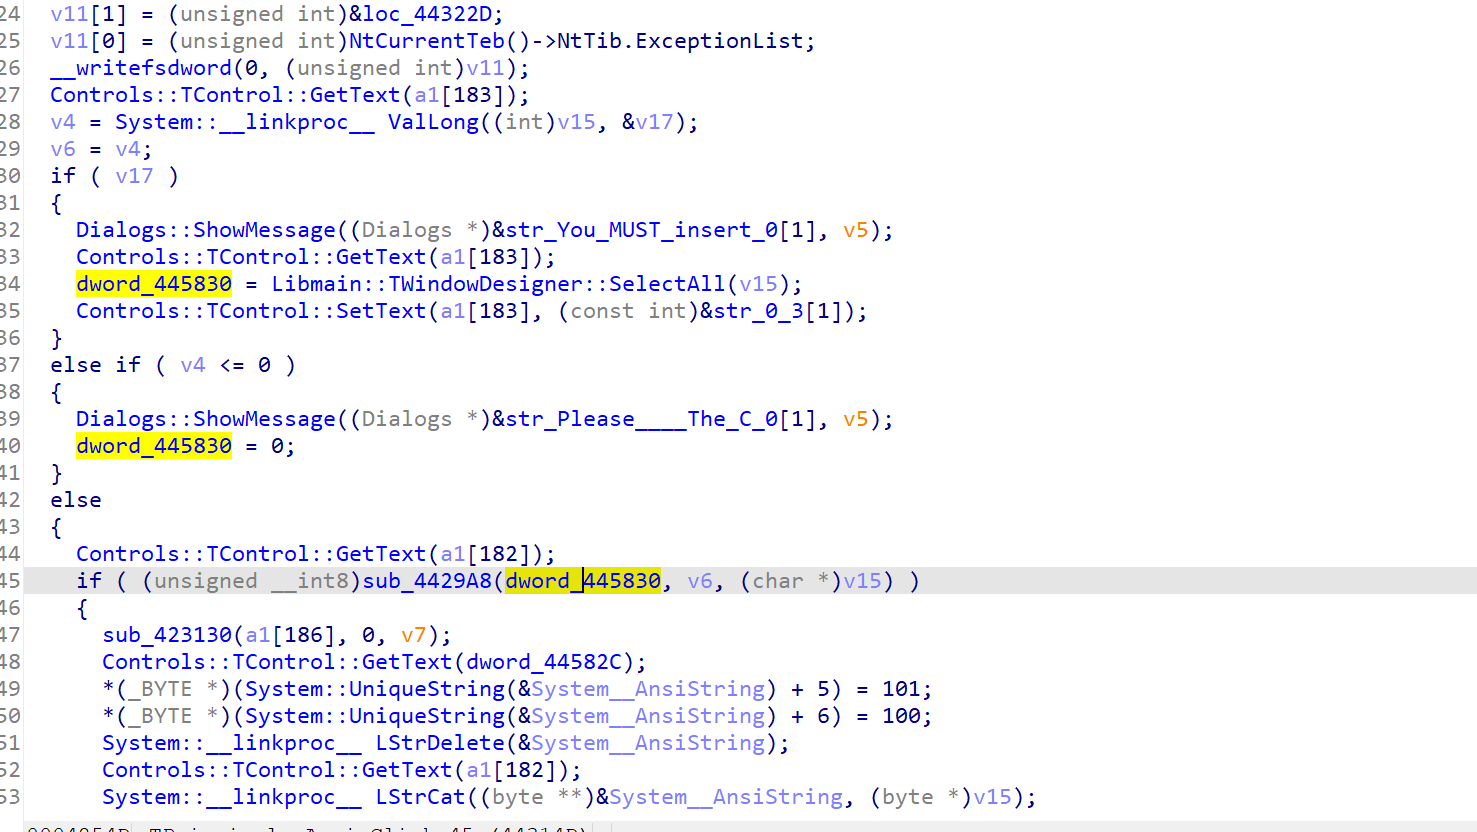 24 v11[1] = (unsigned int)&loc_44322D;
25 v11[0] = (unsigned int)NtCurrentTeb()->NtTib.ExceptionList;
26 __writefsdword(0, (unsigned int)v11);
27 Controls::TControl::GetText(a1[183]);
28 v4 = System::__linkproc__ ValLong((int)v15, &v17);
29 v6 = v4;
30 if ( v17 )
31 {
32 Dialogs::ShowMessage((Dialogs *)&str_You_MUST_insert_0[1], v5);
33 Controls::TControl::GetText(a1[183]);
34 dword_445830 = Libmain::TWindowDesigner::SelectAll(v15);
35 Controls::TControl::SetText(a1[183], (const int)&str_0_3[1]);
36 }
37 else if ( v4 <= 0 )
38 {
39 Dialogs::ShowMessage((Dialogs *)&str_Please____The_C_0[1], v5);
40 dword_445830 = 0;
41 }
42 else
43 {
44 Controls::TControl::GetText(a1[182]);
45 if ( (unsigned __int8)sub_4429A8(dword_445830, v6, (char *)v15) )
46 {
47 sub_423130(a1[186], 0, v7);
48 Controls::TControl::GetText(dword_44582C);
49 *(_BYTE *)(System::UniqueString(&System__AnsiString) + 5) = 101;
50 *(_BYTE *)(System::UniqueString(&System__AnsiString) + 6) = 100;
51 System::__linkproc__ LStrDelete(&System__AnsiString);
52 Controls::TControl::GetText(a1[182]);
53 System::__linkproc__ LStrCat((byte **)&System__AnsiString, (byte *)v15);